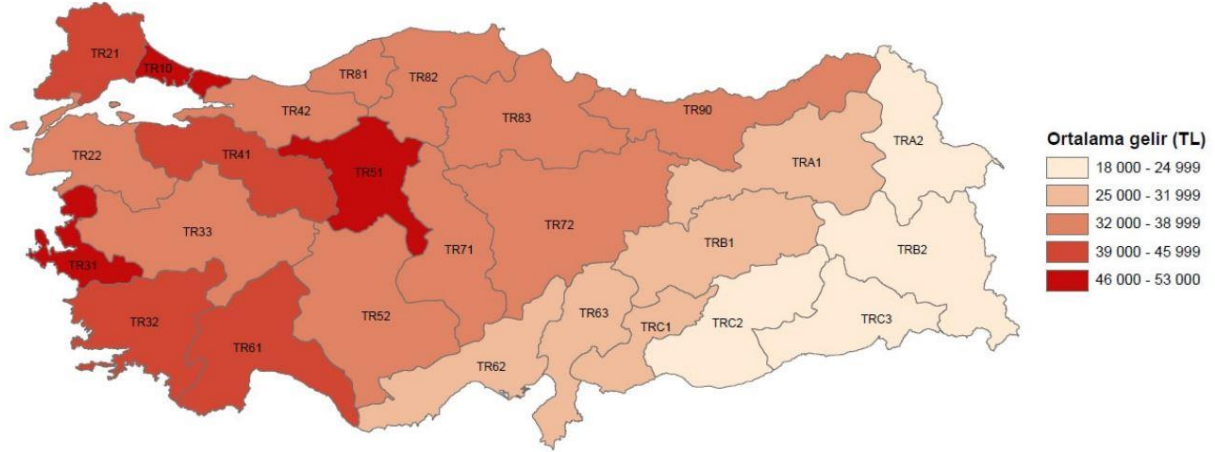 TR21
TR10
TR81
TR82
TR42
TR83
TR90
TRA2
TR22
TR41
TR51
TRA1
TR33
TR71
TR72
TRB1
TRB2
TR31
TR32
TR52
TR63
TRC1
TRC2
TRC3
TR61
TR62
Ortalama gelir (TL)
18 000 - 24 999
25 000 - 31 999
32 000 - 38 999
39 000 - 45 999
46 000 - 53 000